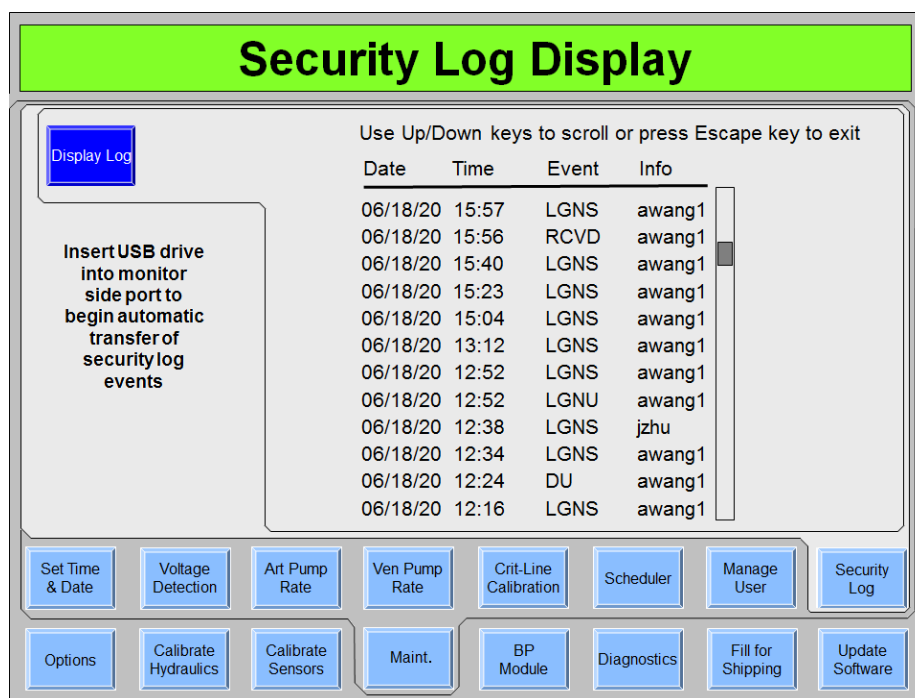 Security Log Display
Display Log
Use Up/Down keys to scroll or press Escape key to exit
Date Time Event Info
06/18/20 15:57 LGNS awang1
06/18/20 15:56 RCVD awang1
06/18/20 15:40 LGNS awang1
06/18/20 15:23 LGNS awang1
06/18/20 15:04 LGNS awang1
06/18/20 13:12 LGNS awang1
06/18/20 12:52 LGNS awang1
06/18/20 12:52 LGNU awang1
06/18/20 12:38 LGNS jzhu
06/18/20 12:34 LGNS awang1
06/18/20 12:24 DU awang1
06/18/20 12:16 LGNS awang1
Insert USB drive
into monitor
side port to
begin automatic
transfer of
security log
events
Set Time
& Date
Voltage
Detection
Art Pump
Rate
Ven Pump
Rate
Crit-Line
Calibration
Scheduler
Manage
User
Security
Log
Options
Calibrate
Hydraulics
Calibrate
Sensors
Maint.
BP
Module
Diagnostics
Fill for
Shipping
Update
Software